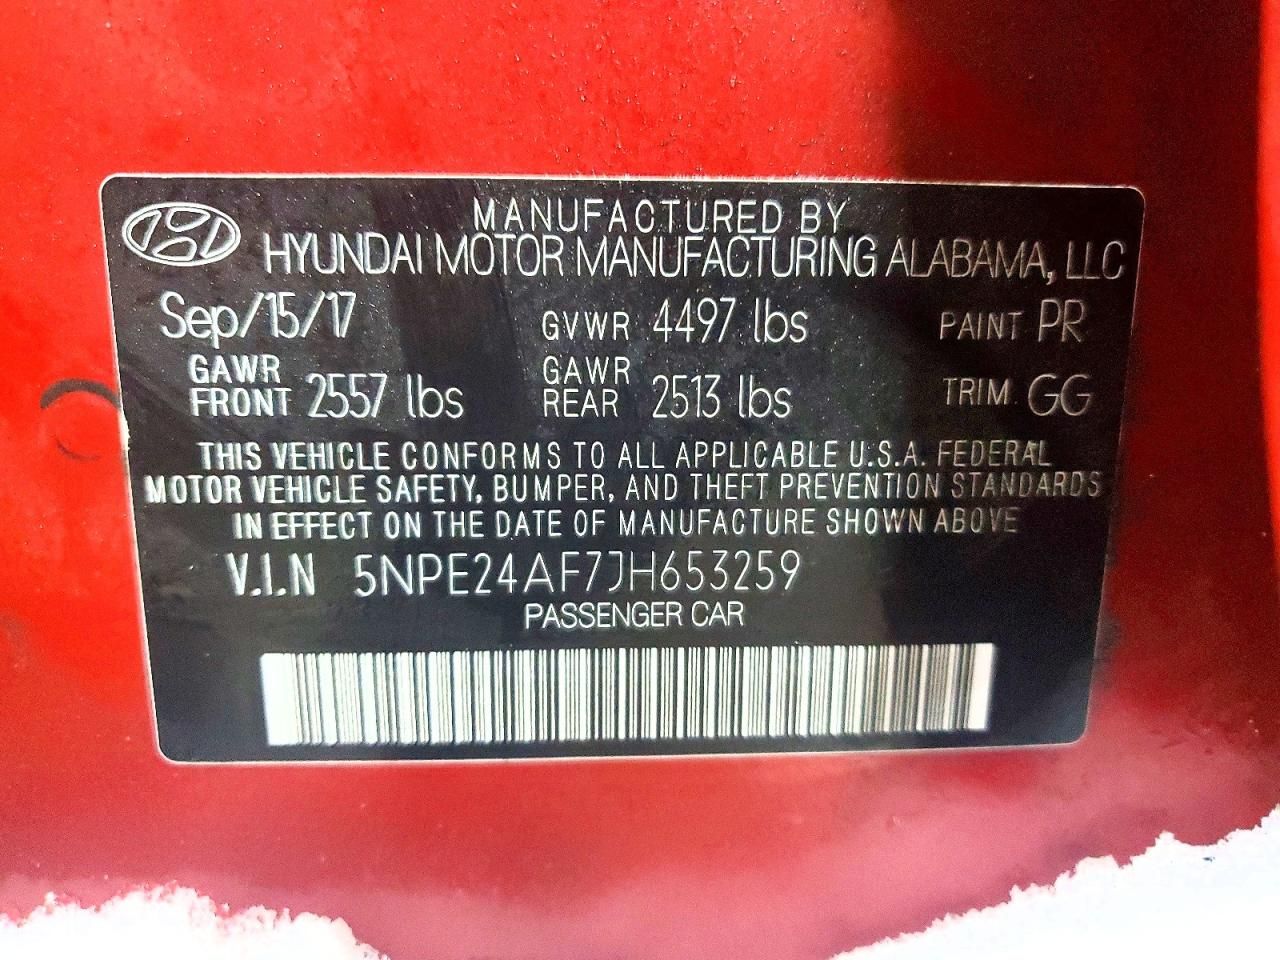 MANUFACTURED BY
HYUNDAI MOTOR MANUFACTURING ALABAMA, LLC
Sep/15/17 GVWR 4497 lbs PAINT PR
GAWR FRONT 2557 lbs GAWR REAR 2513 lbs TRIM GG
THIS VEHICLE CONFORMS TO ALL APPLICABLE U.S.A. FEDERAL
MOTOR VEHICLE SAFETY, BUMPER, AND THEFT PREVENTION STANDARDS
IN EFFECT ON THE DATE OF MANUFACTURE SHOWN ABOVE
V.I.N 5NPE24AF7JH653259
PASSENGER CAR